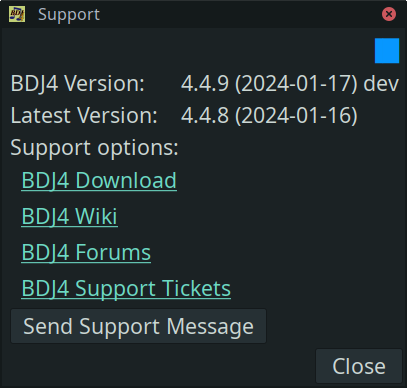 BDJ4 Support
BDJ4 Version: 4.4.9 (2024-01-17) dev
Latest Version: 4.4.8 (2024-01-16)
Support options:
BDJ4 Download
BDJ4 Wiki
BDJ4 Forums
BDJ4 Support Tickets
Send Support Message
Close